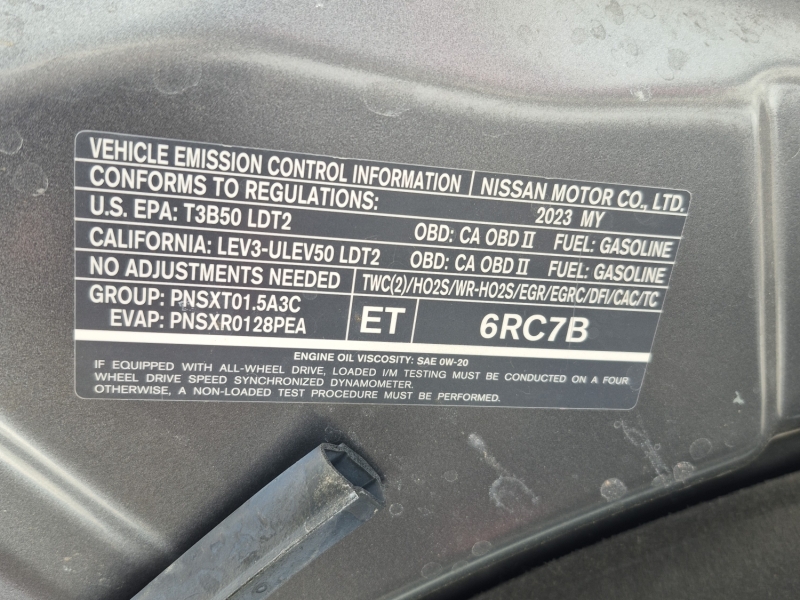 VEHICLE EMISSION CONTROL INFORMATION | NISSAN MOTOR CO., LTD.
CONFORMS TO REGULATIONS: 2023 MY
U.S. EPA: T3B50 LDT2 OBD: CA OBD II FUEL: GASOLINE
CALIFORNIA: LEV3-ULEV50 LDT2 OBD: CA OBD II FUEL: GASOLINE
NO ADJUSTMENTS NEEDED TWC(2)/HO2S/WR-HO2S/EGR/EGRC/DFI/CAC/TC
GROUP: PNSXT01.5A3C
EVAP: PNSXR0128PEA
ET
6RC7B
ENGINE OIL VISCOSITY: SAE 0W-20
IF EQUIPPED WITH ALL-WHEEL DRIVE, LOADED I/M TESTING MUST BE CONDUCTED ON A FOUR
WHEEL DRIVE SPEED SYNCHRONIZED DYNAMOMETER.
OTHERWISE, A NON-LOADED TEST PROCEDURE MUST BE PERFORMED.